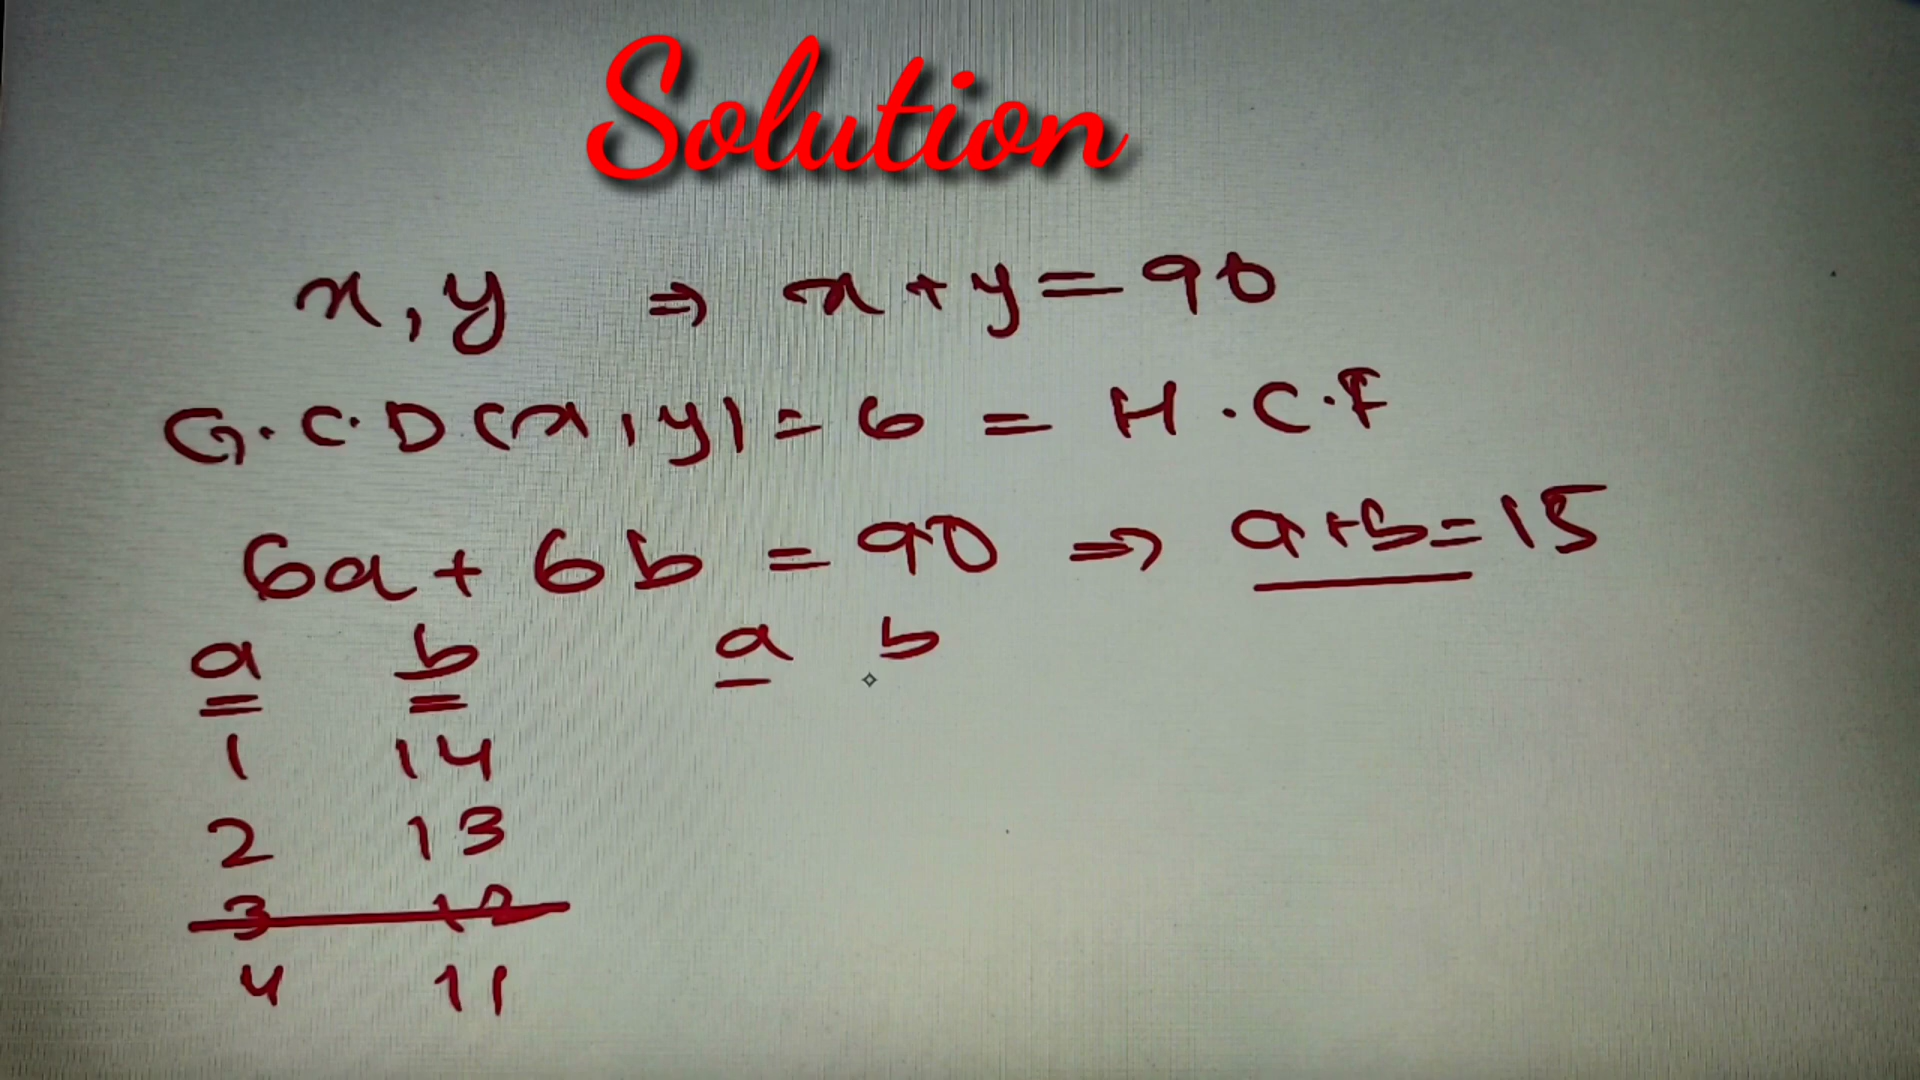 Solution
x, y ⇒ x + y = 90
G.C.D (x, y) = 6 = H.C.F
6a + 6b = 90 ⇒ a+b = 15
a b a b
1 14
2 13
3 12
4 11